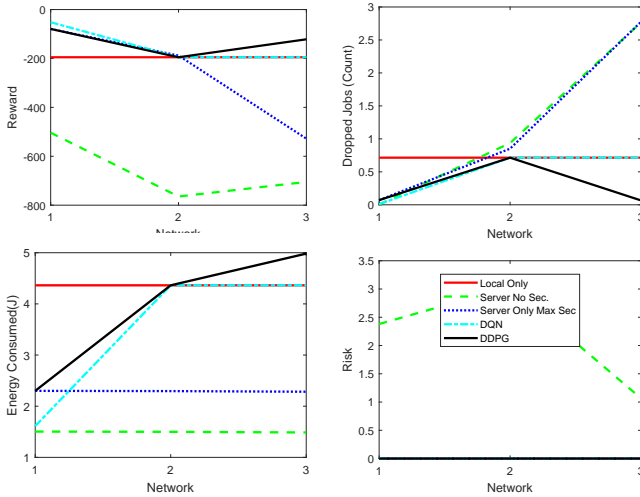 0
-200
-400
-600
-800
Reward
1 2 3
Network
3
2.5
2
1.5
1
0.5
0
Dropped Jobs (Count)
1 2 3
Network
5
4
3
2
1
Energy Consumed(J)
1 2 3
Network
3.5
3
2.5
2
1.5
1
0.5
0
Risk
Local Only
Server No Sec.
Server Only Max Sec
DQN
DDPG
1 2 3
Network